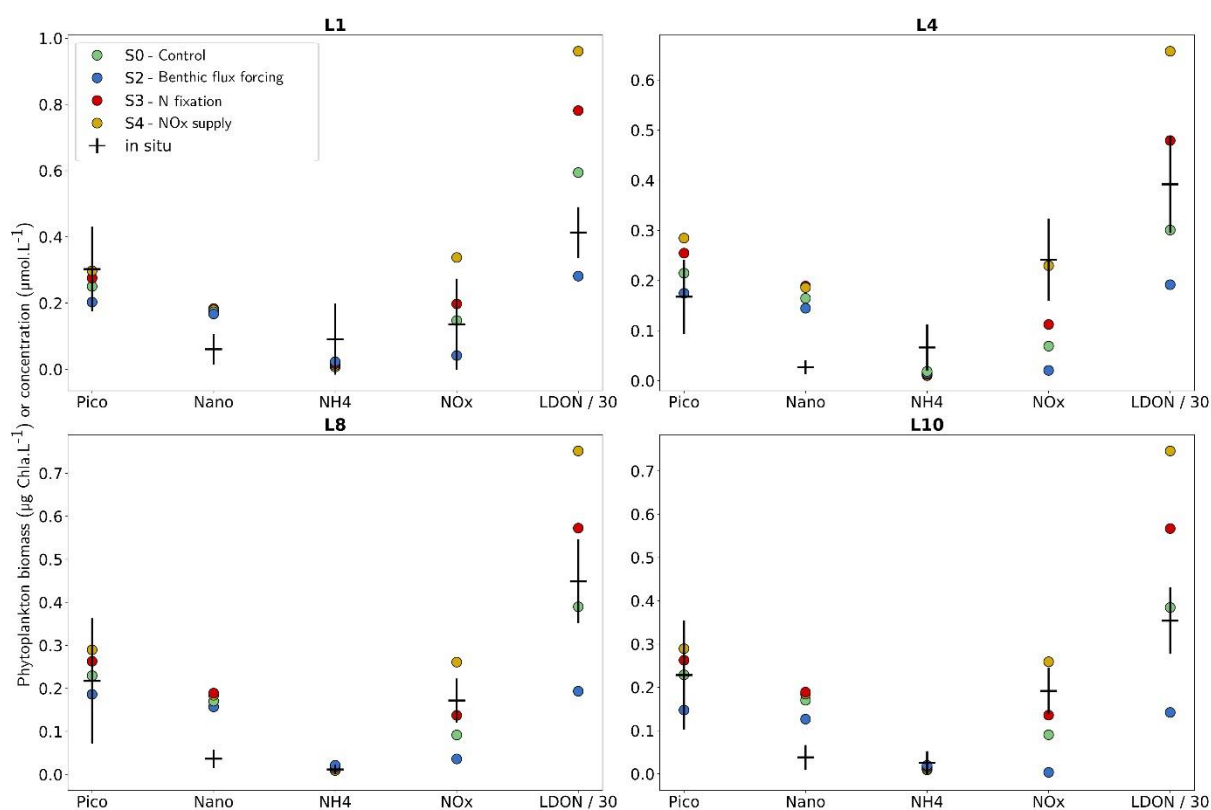 L1
1.0
0.8
0.6
0.4
0.2
0.0
S0 - Control
S2 - Benthic flux forcing
S3 - N fixation
S4 - NOx supply
in situ
Pico Nano NH4 NOx LDON / 30
L4
0.6
0.5
0.4
0.3
0.2
0.1
0.0
Pico Nano NH4 NOx LDON / 30
Phytoplankton biomass (µg Chla.L⁻¹) or concentration (µmol.L⁻¹)
L8
0.7
0.6
0.5
0.4
0.3
0.2
0.1
0.0
Pico Nano NH4 NOx LDON / 30
L10
0.7
0.6
0.5
0.4
0.3
0.2
0.1
0.0
Pico Nano NH4 NOx LDON / 30